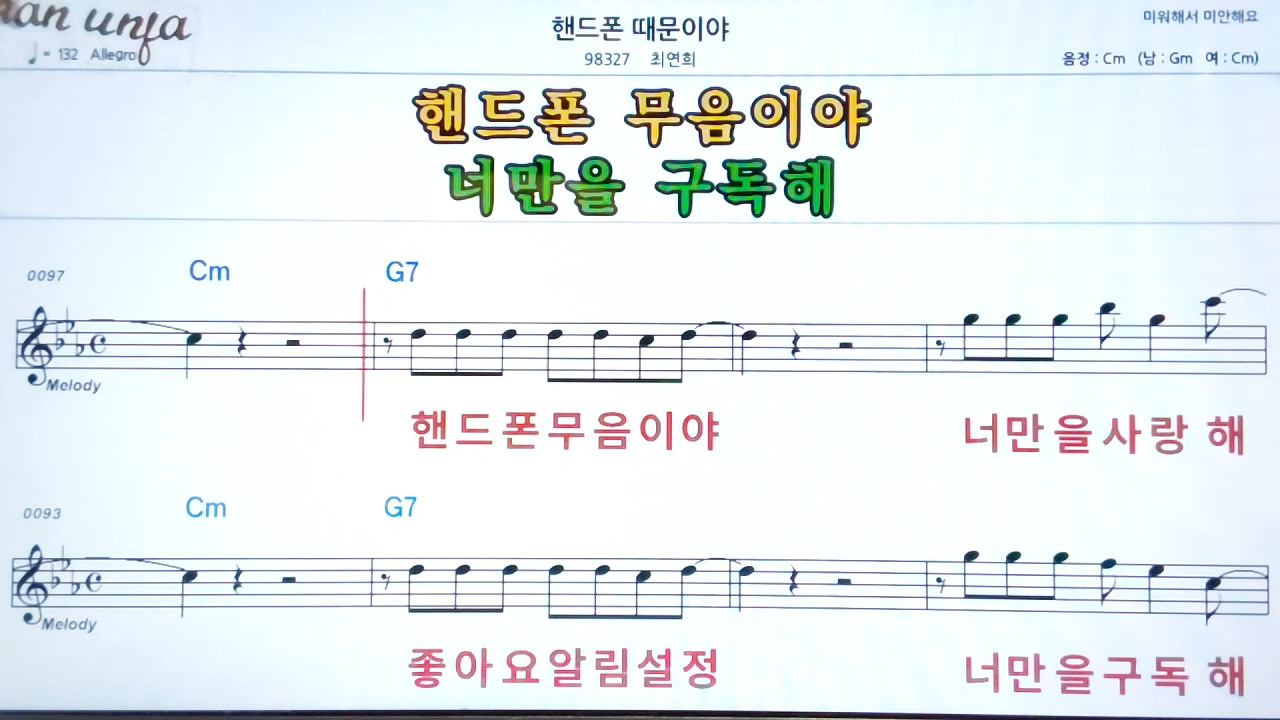 an unja
♩= 132 Allegro
핸드폰 때문이야
98327 최연희
미워해서 미안해요
음정 : Cm (남 : Gm 여 : Cm)
핸드폰 무음이야
너만을 구독해
0097 Cm G7
Melody
핸드폰무음이야 너만을사랑 해
0093 Cm G7
Melody
좋아요알림설정 너만을구독 해